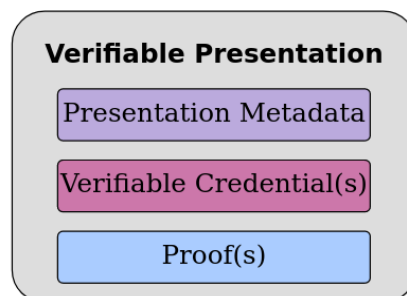 Verifiable Presentation
Presentation Metadata
Verifiable Credential(s)
Proof(s)